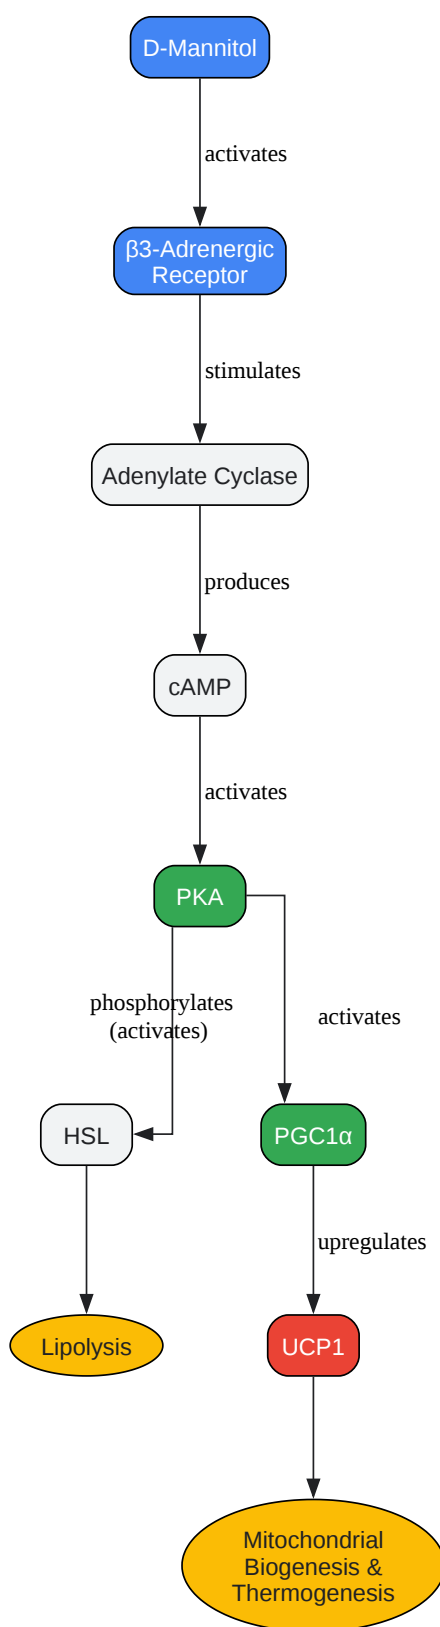 D-Mannitol
activates
β3-Adrenergic
Receptor
stimulates
Adenylate Cyclase
produces
cAMP
activates
PKA
phosphorylates
(activates)
activates
HSL
PGC1α
upregulates
Lipolysis
UCP1
Mitochondrial
Biogenesis &
Thermogenesis